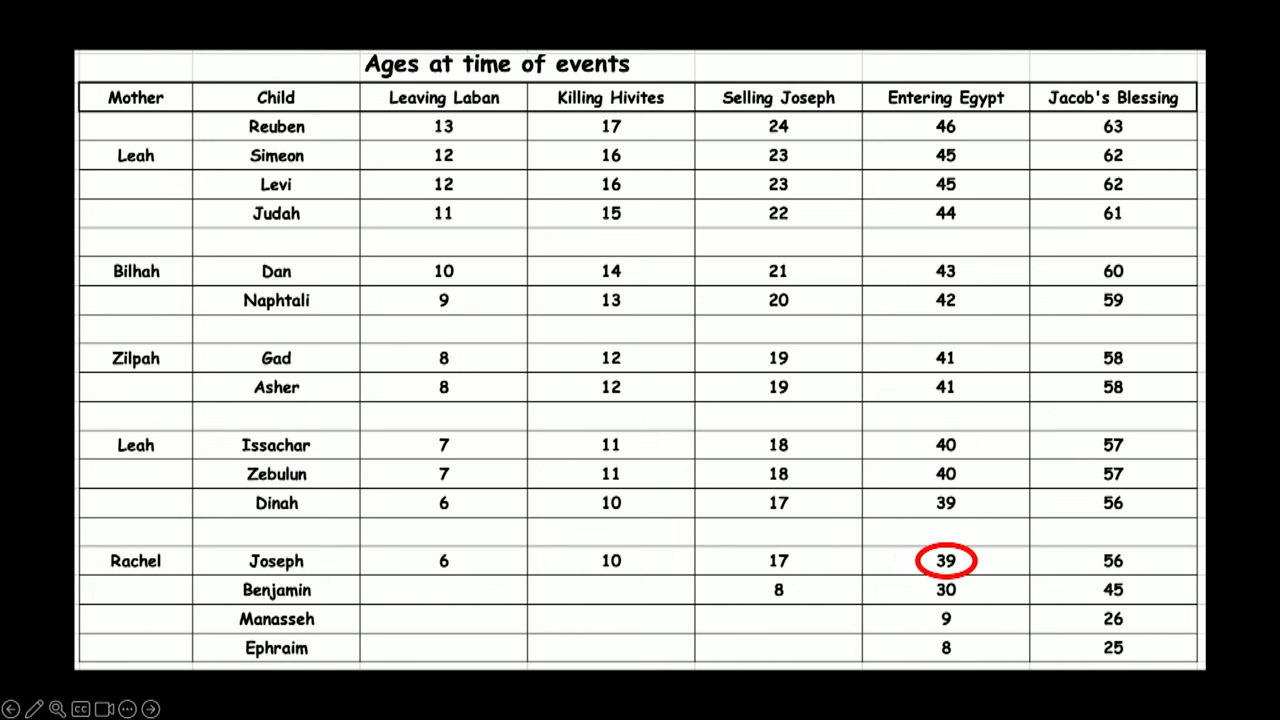 Ages at time of events
Mother Child Leaving Laban Killing Hivites Selling Joseph Entering Egypt Jacob's Blessing
Reuben 13 17 24 46 63
Leah Simeon 12 16 23 45 62
Levi 12 16 23 45 62
Judah 11 15 22 44 61
Bilhah Dan 10 14 21 43 60
Naphtali 9 13 20 42 59
Zilpah Gad 8 12 19 41 58
Asher 8 12 19 41 58
Leah Issachar 7 11 18 40 57
Zebulun 7 11 18 40 57
Dinah 6 10 17 39 56
Rachel Joseph 6 10 17 39 56
Benjamin 8 30 45
Manasseh 9 26
Ephraim 8 25
CC